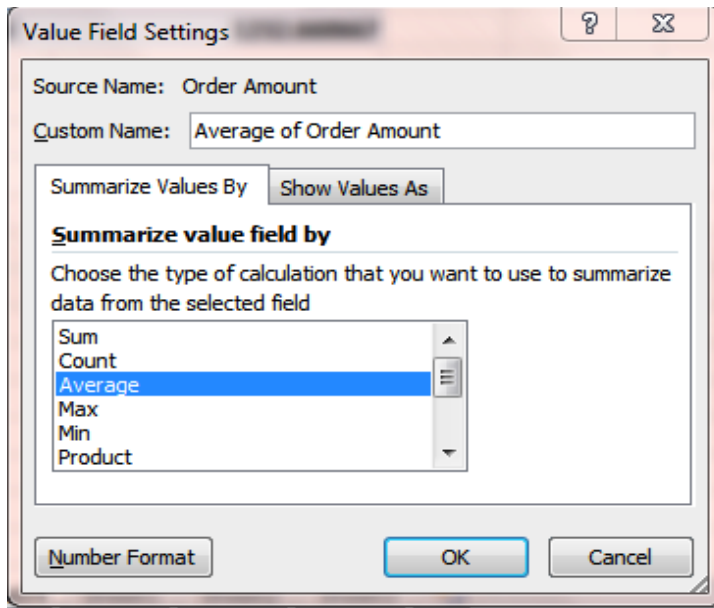 Value Field Settings
Source Name: Order Amount
Custom Name: Average of Order Amount
Summarize Values By Show Values As
Summarize value field by
Choose the type of calculation that you want to use to summarize
data from the selected field
Sum
Count
Average
Max
Min
Product
Number Format OK Cancel